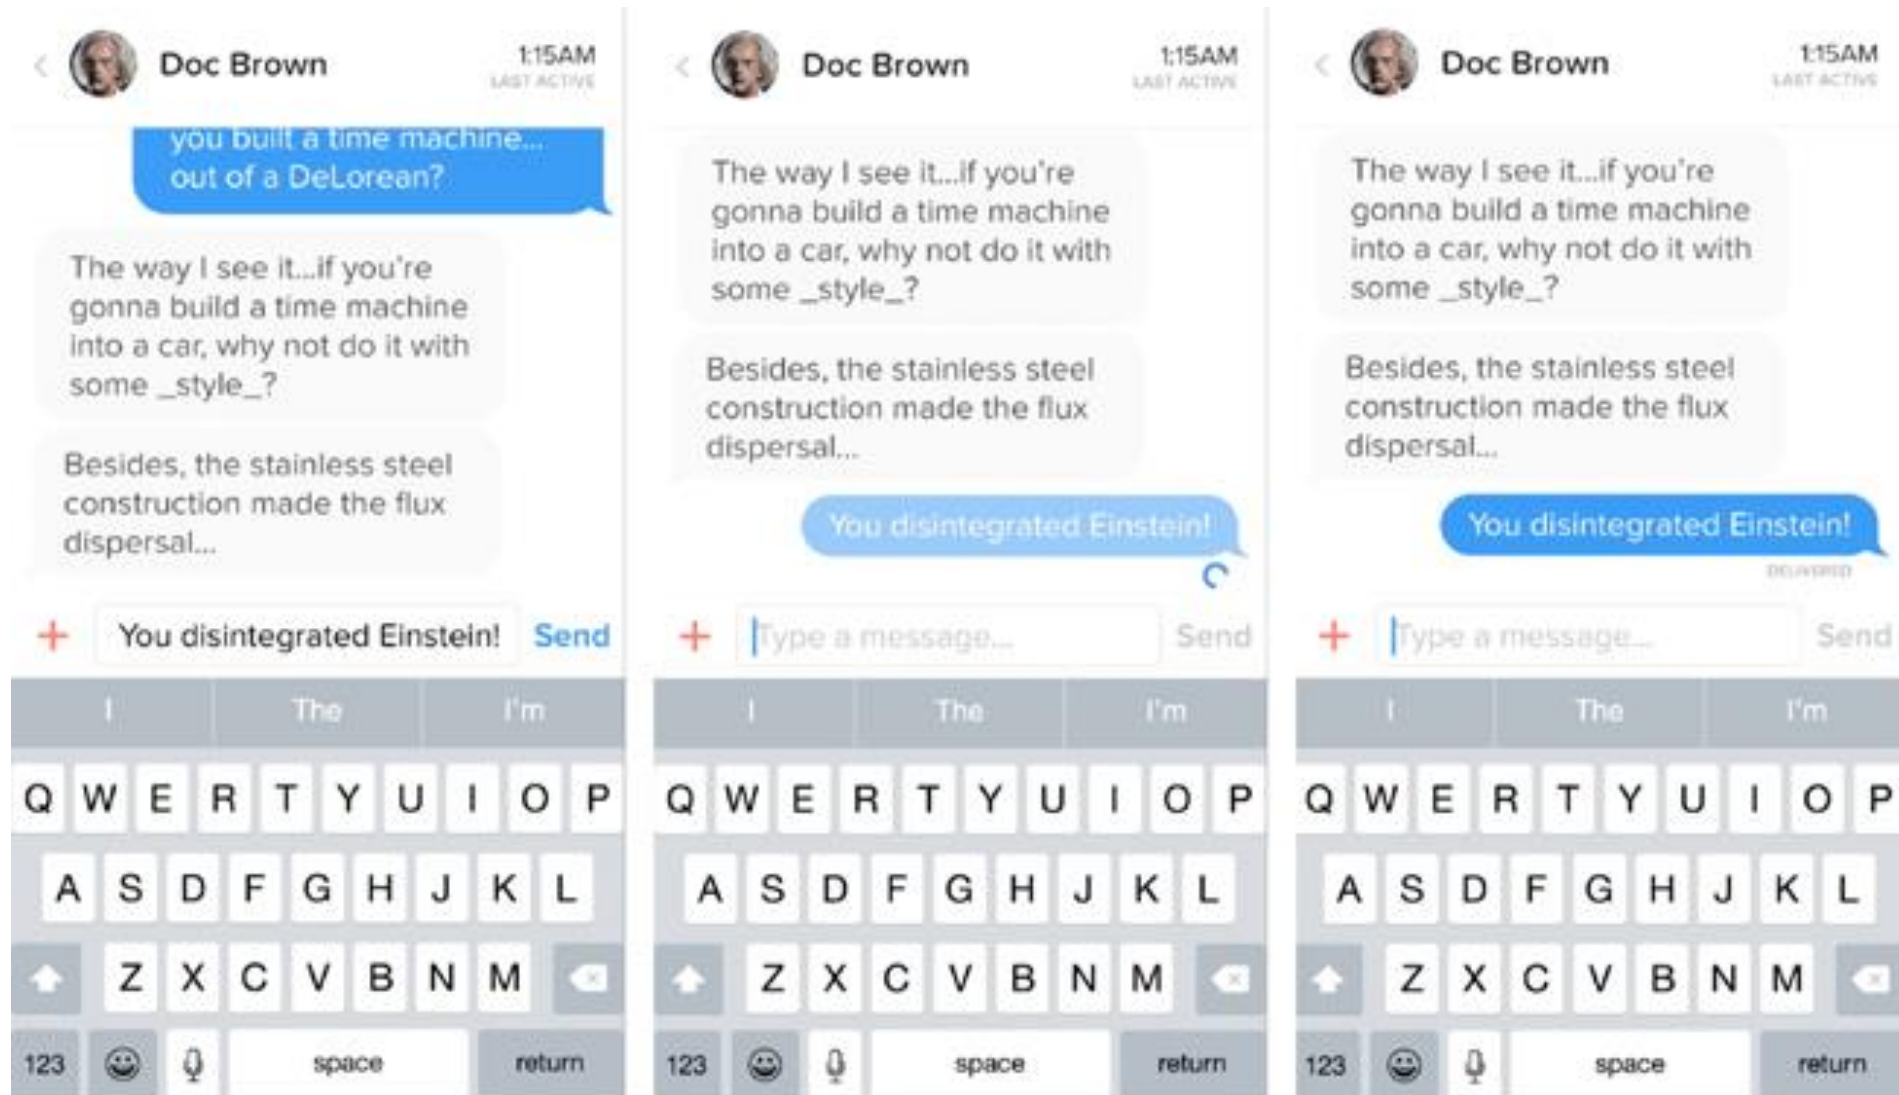 Doc Brown
1:15AM
LAST ACTIVE
you built a time machine...
out of a DeLorean?
The way I see it...if you're
gonna build a time machine
into a car, why not do it with
some _style_?
Besides, the stainless steel
construction made the flux
dispersal...
You disintegrated Einstein!
Send
I
The
I'm
Q W E R T Y U I O P
A S D F G H J K L
Z X C V B N M
123
space
return
Doc Brown
1:15AM
LAST ACTIVE
The way I see it...if you're
gonna build a time machine
into a car, why not do it with
some _style_?
Besides, the stainless steel
construction made the flux
dispersal...
You disintegrated Einstein!
Type a message...
Send
I
The
I'm
Q W E R T Y U I O P
A S D F G H J K L
Z X C V B N M
123
space
return
Doc Brown
1:15AM
LAST ACTIVE
The way I see it...if you're
gonna build a time machine
into a car, why not do it with
some _style_?
Besides, the stainless steel
construction made the flux
dispersal...
You disintegrated Einstein!
DELIVERED
Type a message...
Send
I
The
I'm
Q W E R T Y U I O P
A S D F G H J K L
Z X C V B N M
123
space
return